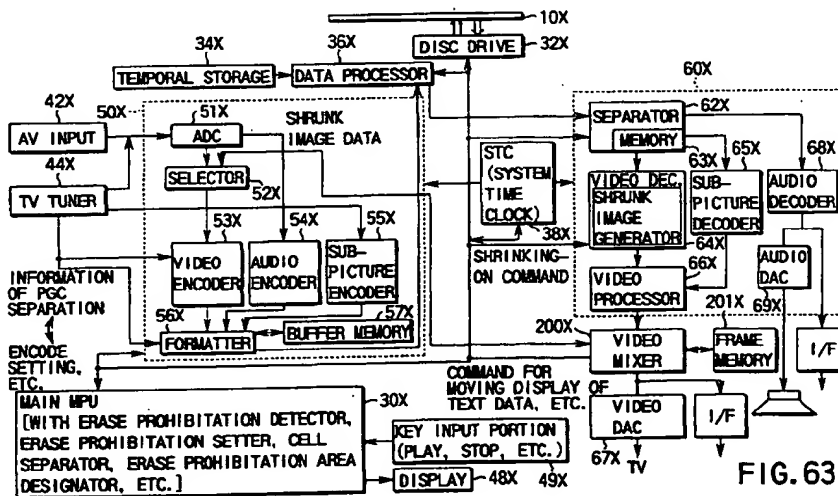 10X
DISC DRIVE
32X
34X
36X
TEMPORAL STORAGE
DATA PROCESSOR
60X
42X
50X
51X
62X
AV INPUT
ADC
SHRUNK
IMAGE DATA
SEPARATOR
MEMORY
44X
SELECTOR
52X
STC
(SYSTEM
TIME
CLOCK)
38X
63X
65X
68X
TV TUNER
VIDEO DEC.
SHRUNK
IMAGE
GENERATOR
64X
SUB-
PICTURE
DECODER
AUDIO
DECODER
53X
54X
55X
VIDEO
ENCODER
AUDIO
ENCODER
SUB-
PICTURE
ENCODER
SHRINKING-
ON COMMAND
VIDEO
PROCESSOR
66X
AUDIO
DAC
69X
INFORMATION
OF PGC
SEPARATION
56X
57X
FORMATTER
BUFFER MEMORY
200X
201X
VIDEO
MIXER
FRAME
MEMORY
I/F
ENCODE
SETTING,
ETC.
COMMAND FOR
MOVING DISPLAY OF
TEXT DATA, ETC.
MAIN MPU
30X
[WITH ERASE PROHIBITATION DETECTOR,
ERASE PROHIBITATION SETTER, CELL
SEPARATOR, ERASE PROHIBITATION AREA
DESIGNATOR, ETC.]
KEY INPUT PORTION
(PLAY, STOP, ETC.)
49X
DISPLAY
48X
VIDEO
DAC
67X
I/F
TV
FIG. 63